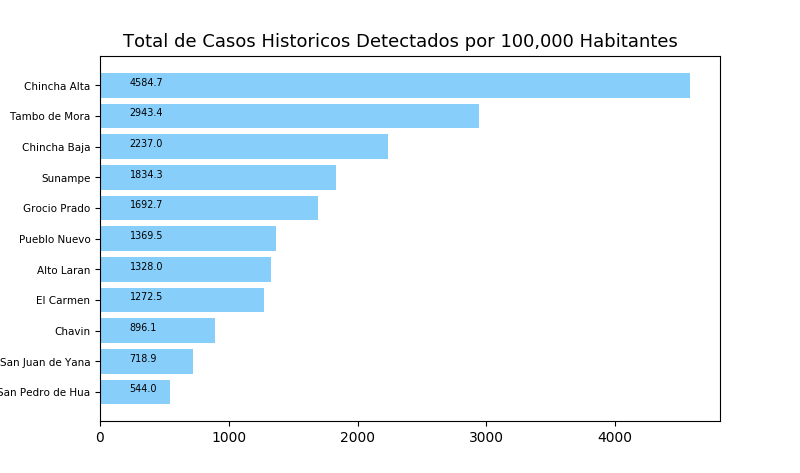 Total de Casos Historicos Detectados por 100,000 Habitantes
Chincha Alta 4584.7
Tambo de Mora 2943.4
Chincha Baja 2237.0
Sunampe 1834.3
Grocio Prado 1692.7
Pueblo Nuevo 1369.5
Alto Laran 1328.0
El Carmen 1272.5
Chavin 896.1
San Juan de Yana 718.9
San Pedro de Hua 544.0
0 1000 2000 3000 4000